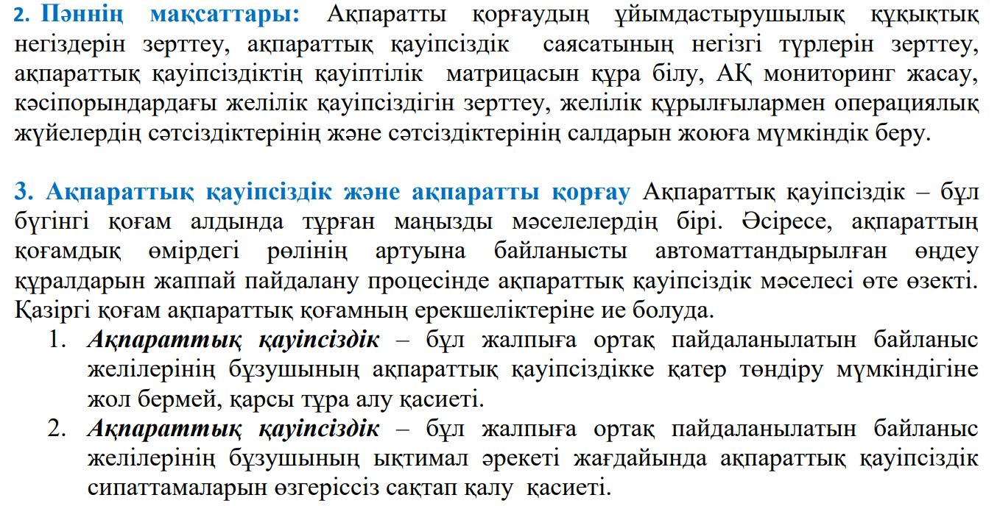 2. Пәннің мақсаттары: Ақпаратты қорғаудың ұйымдастырушылық құқықтық
негіздерін зерттеу, ақпараттық қауіпсіздік саясатының негізгі түрлерін зерттеу,
ақпараттық қауіпсіздіктің қауіптілік матрицасын құра білу, АҚ мониторинг жасау,
кәсіпорындардағы желілік қауіпсіздігін зерттеу, желілік құрылғылармен операциялық
жүйелердің сәтсіздіктерінің және сәтсіздіктерінің салдарын жоюға мүмкіндік беру.
3. Ақпараттық қауіпсіздік және ақпаратты қорғау Ақпараттық қауіпсіздік – бұл
бүгінгі қоғам алдында тұрған маңызды мәселелердің бірі. Әсіресе, ақпараттың
қоғамдық өмірдегі рөлінің артуына байланысты автоматтандырылған өңдеу
құралдарын жаппай пайдалану процесінде ақпараттық қауіпсіздік мәселесі өте өзекті.
Қазіргі қоғам ақпараттық қоғамның ерекшеліктеріне ие болуда.
1. Ақпараттық қауіпсіздік – бұл жалпыға ортақ пайдаланылатын байланыс
желілерінің бұзушының ақпараттық қауіпсіздікке қатер төндіру мүмкіндігіне
жол бермей, қарсы тұра алу қасиеті.
2. Ақпараттық қауіпсіздік – бұл жалпыға ортақ пайдаланылатын байланыс
желілерінің бұзушының ықтимал әрекеті жағдайында ақпараттық қауіпсіздік
сипаттамаларын өзгеріссіз сақтап қалу қасиеті.